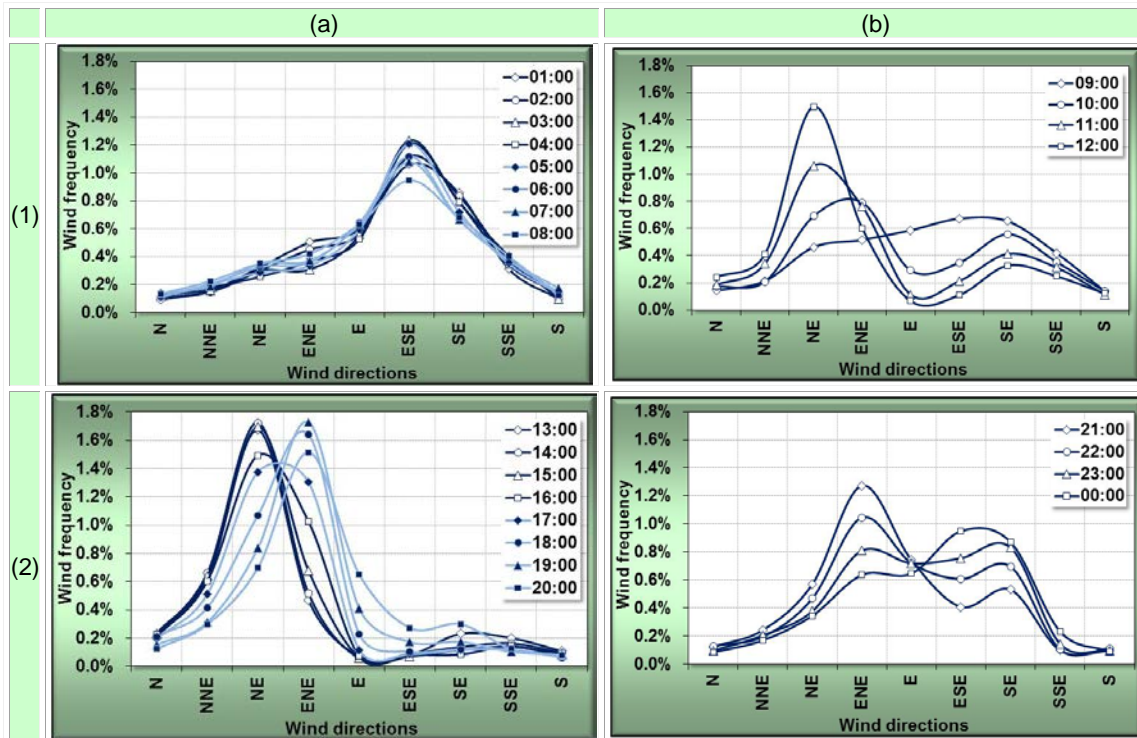 (a)
(b)
(1)
Wind frequency
1.8%
1.6%
1.4%
1.2%
1.0%
0.8%
0.6%
0.4%
0.2%
0.0%
01:00
02:00
03:00
04:00
05:00
06:00
07:00
08:00
N
NNE
NE
ENE
E
ESE
SE
SSE
S
Wind directions
Wind frequency
1.8%
1.6%
1.4%
1.2%
1.0%
0.8%
0.6%
0.4%
0.2%
0.0%
09:00
10:00
11:00
12:00
N
NNE
NE
ENE
E
ESE
SE
SSE
S
Wind directions
(2)
Wind frequency
1.8%
1.6%
1.4%
1.2%
1.0%
0.8%
0.6%
0.4%
0.2%
0.0%
13:00
14:00
15:00
16:00
17:00
18:00
19:00
20:00
N
NNE
NE
ENE
E
ESE
SE
SSE
S
Wind directions
Wind frequency
1.8%
1.6%
1.4%
1.2%
1.0%
0.8%
0.6%
0.4%
0.2%
0.0%
21:00
22:00
23:00
00:00
N
NNE
NE
ENE
E
ESE
SE
SSE
S
Wind directions